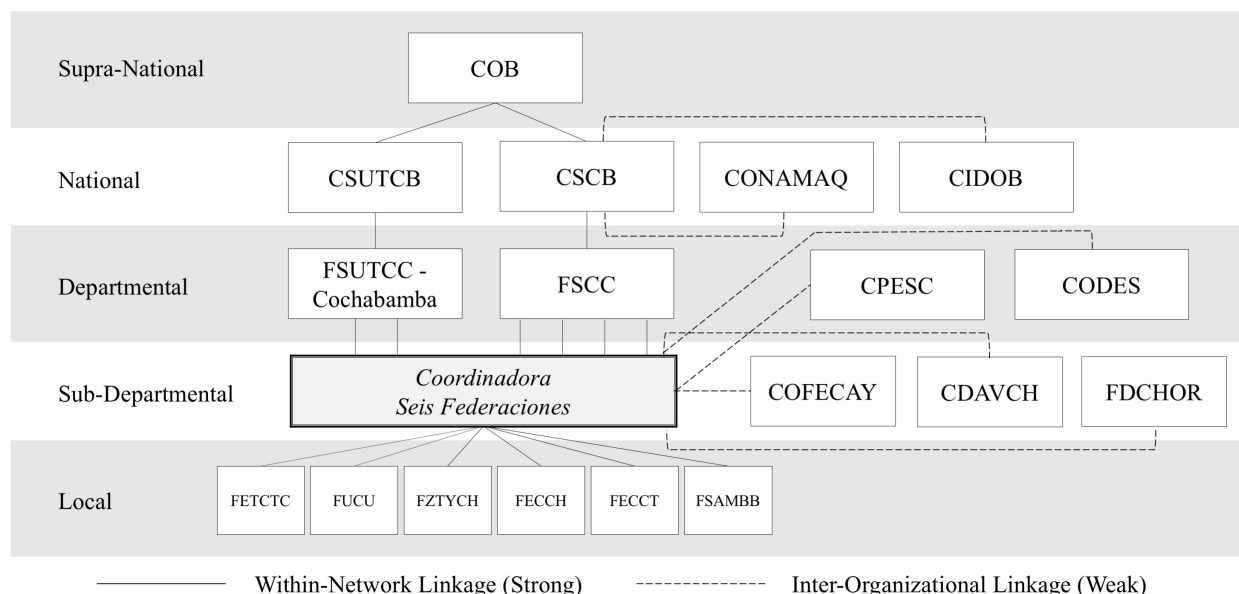 Supra-National
COB
National
CSUTCB
CSCB
CONAMAQ
CIDOB
Departmental
FSUTCC -
Cochabamba
FSCC
CPESC
CODES
Sub-Departmental
Coordinadora
Seis Federaciones
COFECAY
CDAVCH
FDCHOR
Local
FETCTC
FUCU
FZTYCH
FECCH
FECCT
FSAMBB
Within-Network Linkage (Strong)
Inter-Organizational Linkage (Weak)